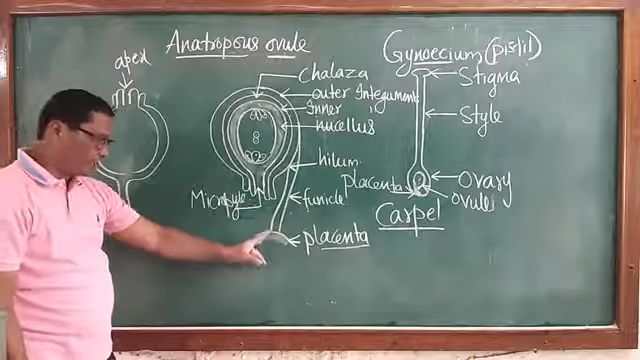 Anatropous ovule
Gynoecium (pistil)
apex
chalaza
outer Integument
Inner "
nucellus
hilum
Micropyle
funicle
placenta
Stigma
Style
placenta
Ovary
ovule
Carpel